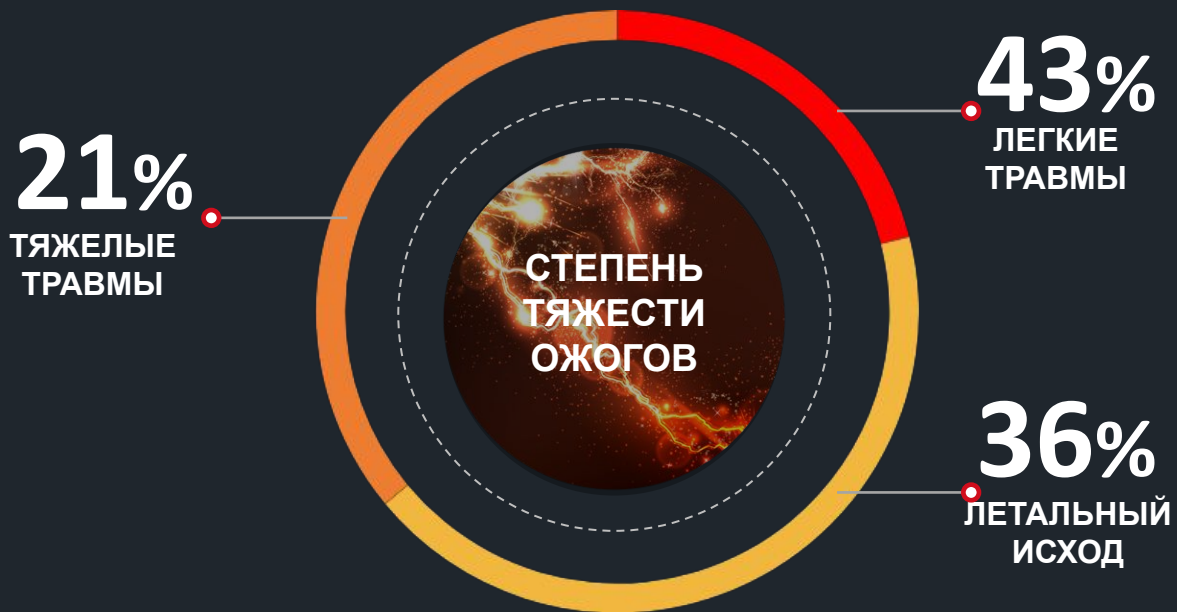 43%
ЛЕГКИЕ
ТРАВМЫ
21%
ТЯЖЕЛЫЕ
ТРАВМЫ
СТЕПЕНЬ
ТЯЖЕСТИ
ОЖОГОВ
36%
ЛЕТАЛЬНЫЙ
ИСХОД